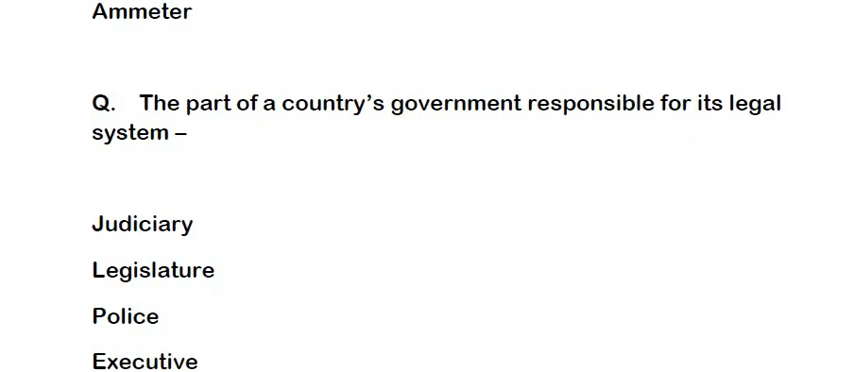 Ammeter
Q. The part of a country’s government responsible for its legal
system –
Judiciary
Legislature
Police
Executive